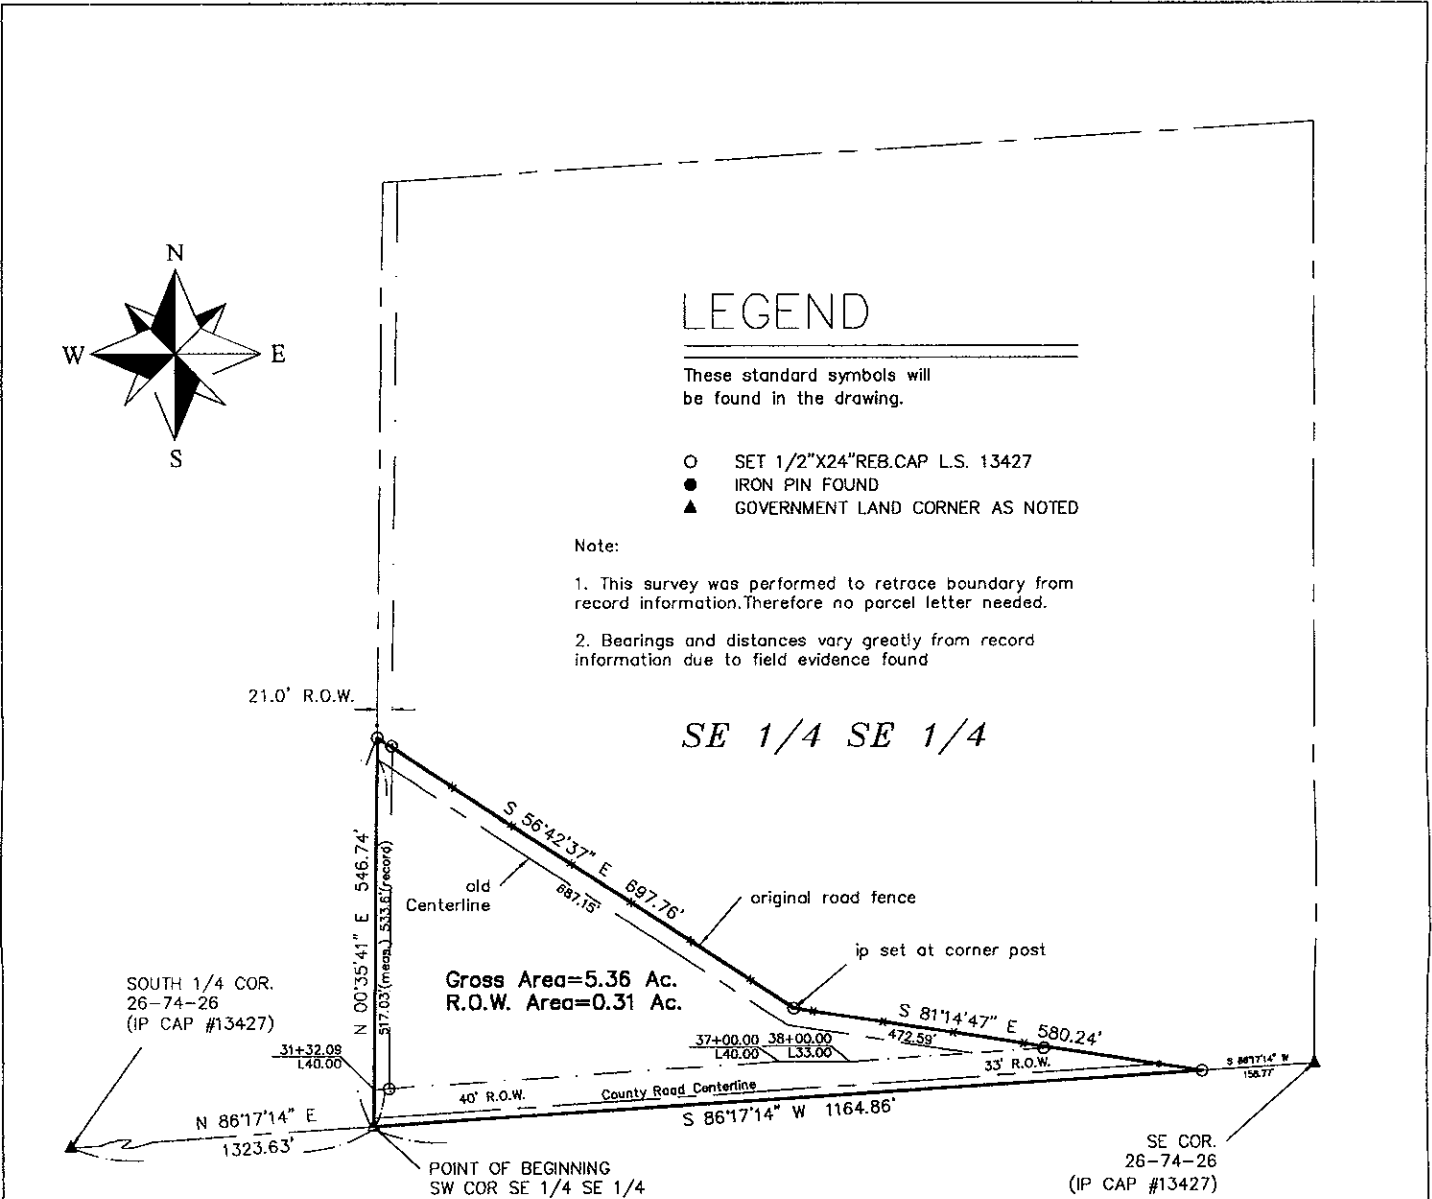 N
W
E
S
LEGEND
These standard symbols will
be found in the drawing.
SET 1/2"X24"REB.CAP L.S. 13427
IRON PIN FOUND
GOVERNMENT LAND CORNER AS NOTED
Note:
1. This survey was performed to retrace boundary from
record information.Therefore no parcel letter needed.
2. Bearings and distances vary greatly from record
information due to field evidence found
21.0' R.O.W.
SE 1/4 SE 1/4
S 56°42'37" E 697.76'
687.15'
old
Centerline
original road fence
ip set at corner post
N 00°35'41" E 546.74'
517.03'(meas.) 533.6'(record)
Gross Area=5.36 Ac.
R.O.W. Area=0.31 Ac.
SOUTH 1/4 COR.
26-74-26
(IP CAP #13427)
S 81°14'47" E 580.24'
472.59'
31+32.09
L40.00
37+00.00 38+00.00
L40.00 L33.00
33' R.O.W.
S 86°17'14" W
158.77'
40' R.O.W.
County Road Centerline
S 86°17'14" W 1164.86'
N 86°17'14" E
1323.63'
POINT OF BEGINNING
SW COR SE 1/4 SE 1/4
SE COR.
26-74-26
(IP CAP #13427)